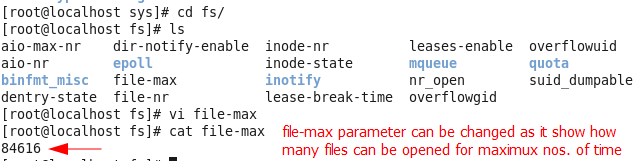 [root@localhost sys]# cd fs/
[root@localhost fs]# ls
aio-max-nr dir-notify-enable inode-nr leases-enable overflowuid
aio-nr epoll inode-state mqueue quota
binfmt_misc file-max inotify nr_open suid_dumpable
dentry-state file-nr lease-break-time overflowgid
[root@localhost fs]# vi file-max
[root@localhost fs]# cat file-max
84616
file-max parameter can be changed as it show how
many files can be opened for maximux nos. of time